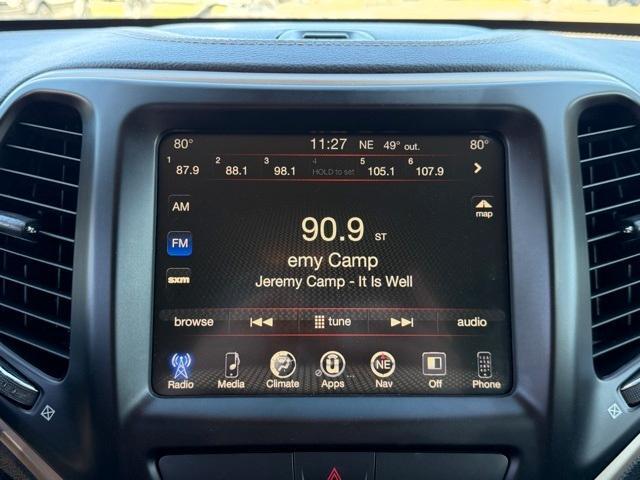 80° 11:27 NE 49° out. 80°
1 87.9 2 88.1 3 98.1 4 HOLD to set 5 105.1 6 107.9
AM
map
90.9 ST
FM
emy Camp
sxm
Jeremy Camp - It Is Well
browse tune audio
NE
Radio Media Climate Apps Nav Off Phone